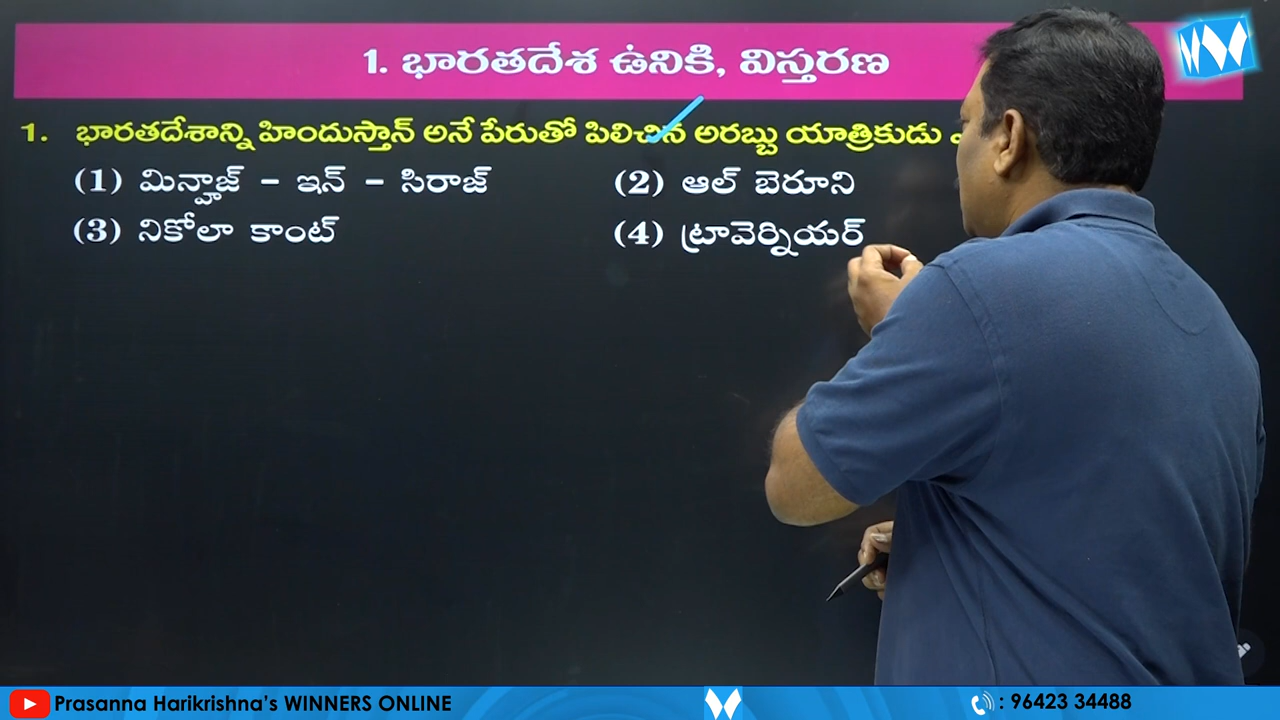 1. భారతదేశ ఉనికి, విస్తరణ
1. భారతదేశాన్ని హిందుస్తాన్ అనే పేరుతో పిలిచిన అరబ్బు యాత్రికుడు
(1) మిన్హాజ్ – ఇన్ – సిరాజ్ (2) ఆల్ బెరూని
(3) నికోలా కాంట్ (4) ట్రావెర్నియర్
Prasanna Harikrishna's WINNERS ONLINE : 96423 34488